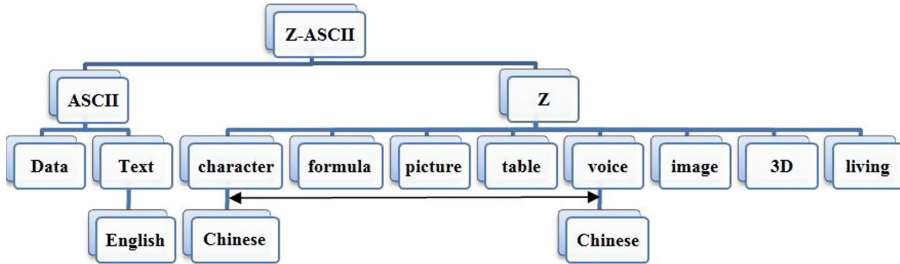 Z-ASCII
ASCII Z
Data Text character formula picture table voice image 3D living
English Chinese Chinese